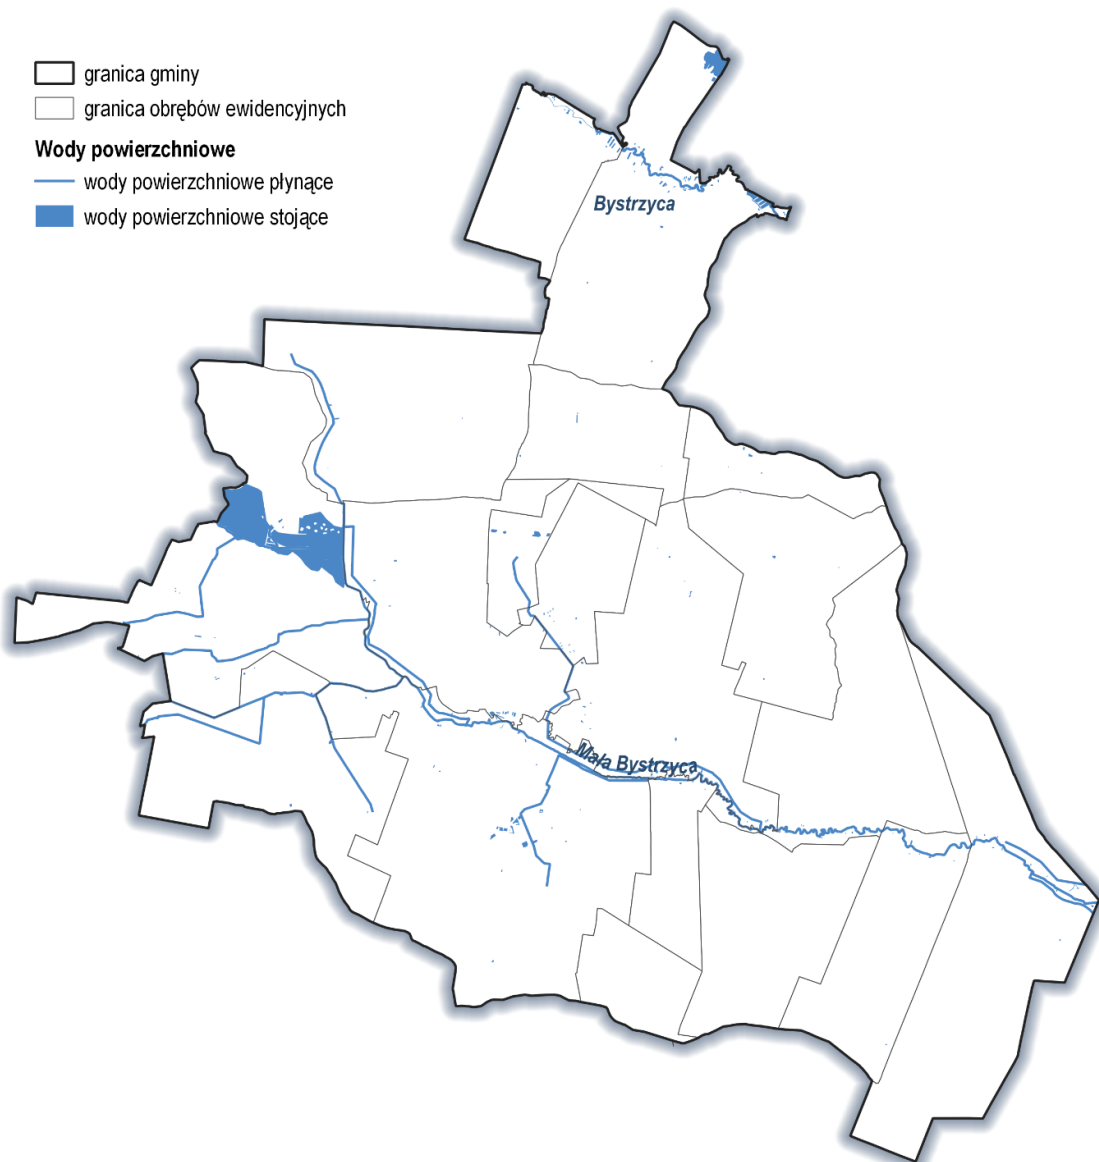 granica gminy
granica obrębów ewidencyjnych
Wody powierzchniowe
wody powierzchniowe płynące
wody powierzchniowe stojące
Bystrzyca
Mała Bystrzyca